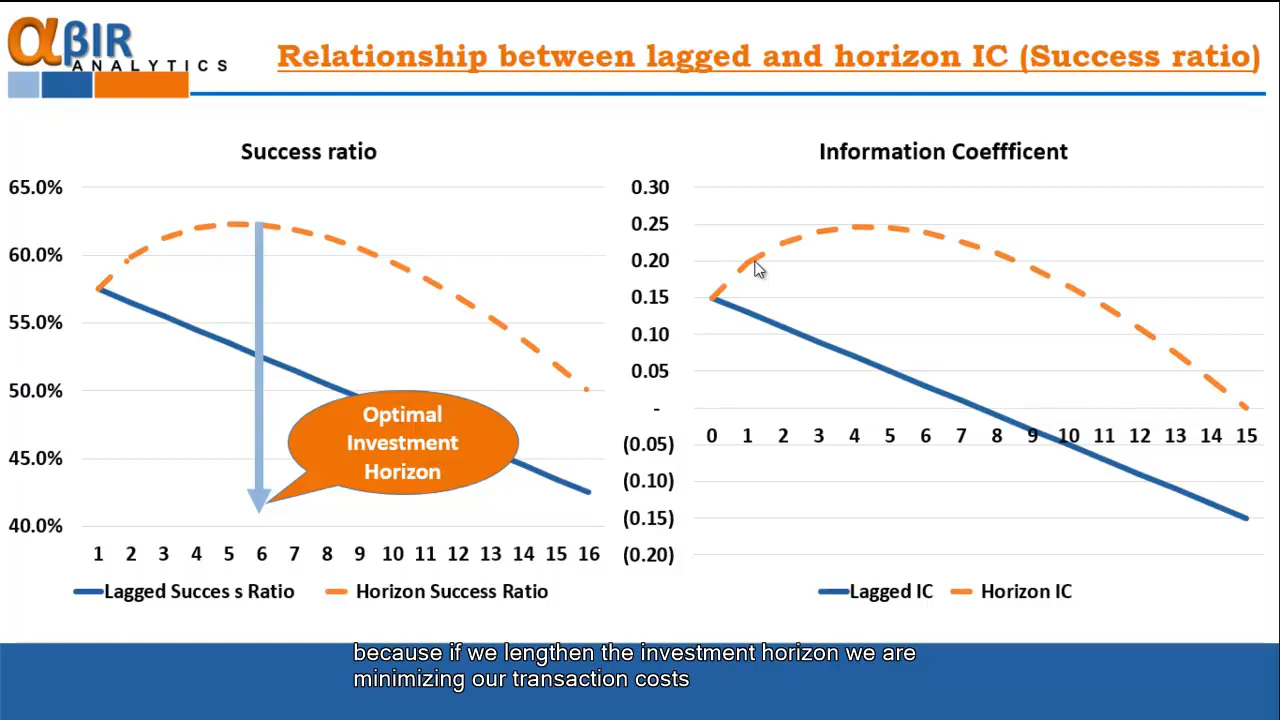 αβIR
ANALYTICS
Relationship between lagged and horizon IC (Success ratio)
Success ratio
65.0%
60.0%
55.0%
50.0%
45.0%
40.0%
1 2 3 4 5 6 7 8 9 10 11 12 13 14 15 16
Optimal
Investment
Horizon
Lagged Succes s Ratio Horizon Success Ratio
Information Coeffficent
0.30
0.25
0.20
0.15
0.10
0.05
-
(0.05)
(0.10)
(0.15)
(0.20)
0 1 2 3 4 5 6 7 8 9 10 11 12 13 14 15
Lagged IC Horizon IC
because if we lengthen the investment horizon we are
minimizing our transaction costs